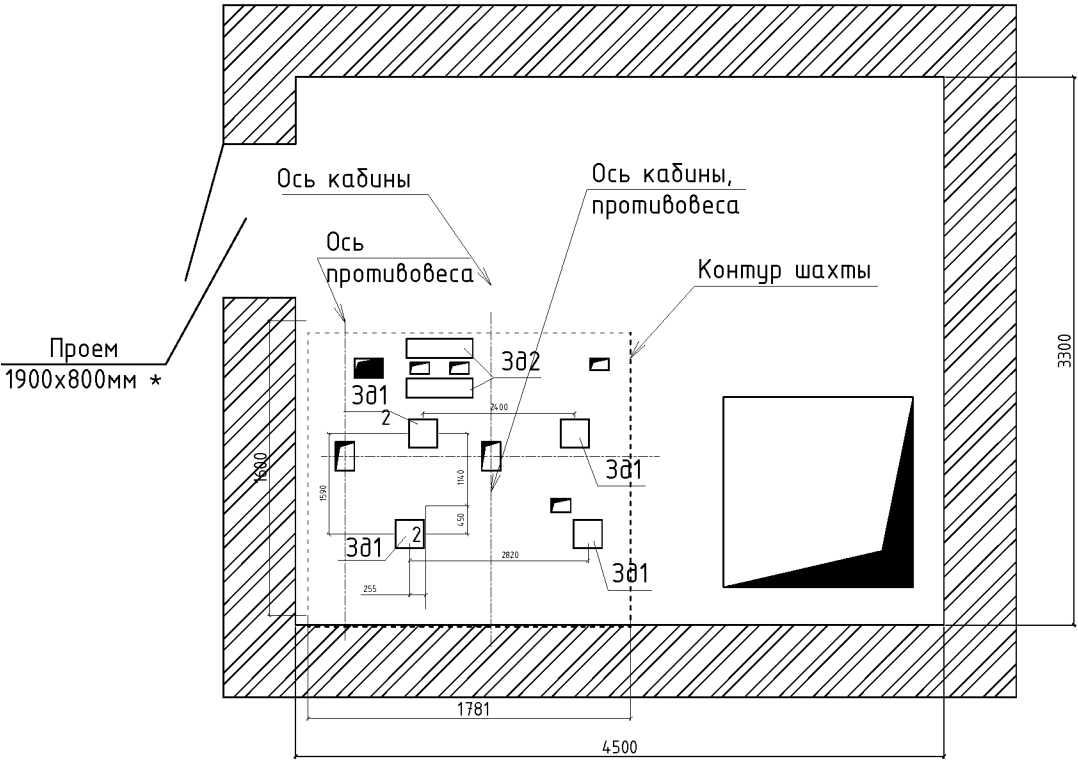 Ось кабины
Ось кабины,
противовеса
Ось
противовеса
Контур шахты
Проем
1900х800мм *
3300
Зд2
Зд1
2
2400
1600
1590
1140
Зд1
450
Зд1
2
2820
Зд1
255
1781
4500